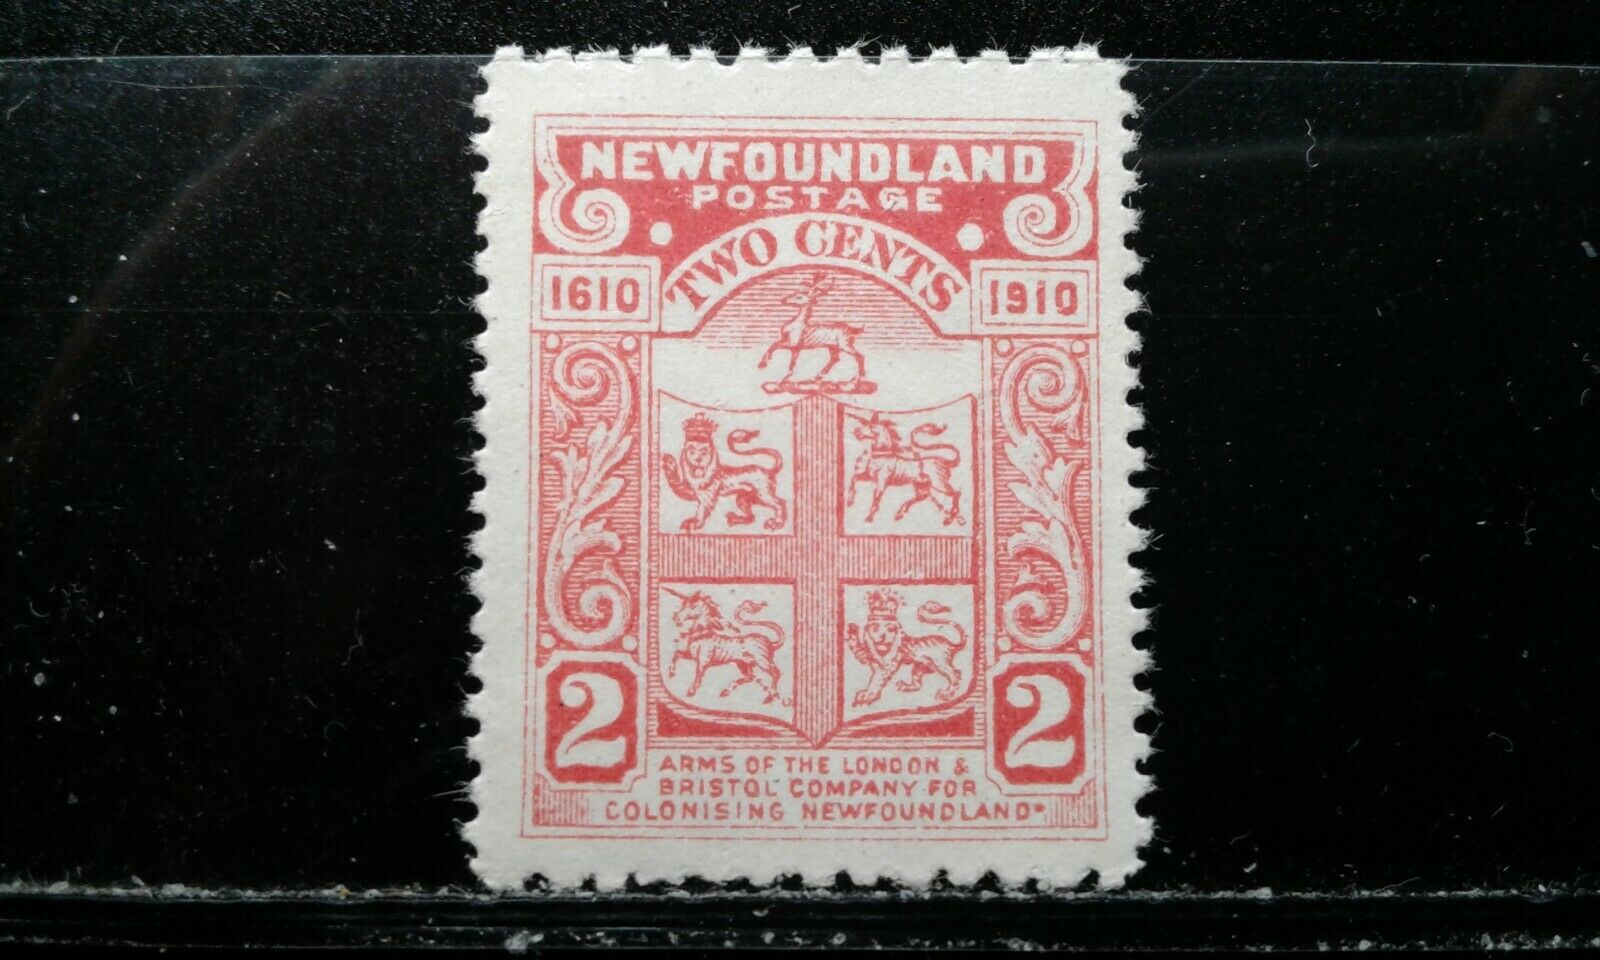 NEWFOUNDLAND
POSTAGE
TWO CENTS
1610 1910
2 2
ARMS OF THE LONDON &
BRISTOL COMPANY FOR
COLONISING NEWFOUNDLAND